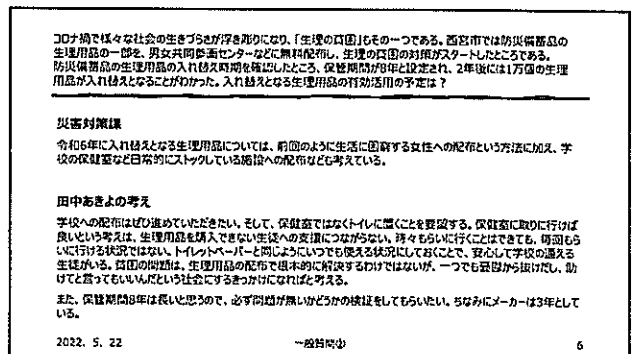 コロナ禍で様々な社会の生きづらさが浮き彫りになり、「生理の貧困」もその一つである。西宮市では防災備蓄品の
生理用品の一部を、男女共同参画センターなどに無料配布し、生理の貧困の対策がスタートしたところである。
防災備蓄品の生理用品の入れ替え時期を確認したところ、保管期間が8年と設定され、2年後には1万個の生理
用品が入れ替えとなることがわかった。入れ替えとなる生理用品の有効活用の予定は？
災害対策課
令和6年に入れ替えとなる生理用品については、前回のように生活に困窮する女性への配布という方法に加え、学
校の保健室など日常的にストックしている施設への配布なども考えている。
田中あきよの考え
学校への配布はぜひ進めていただきたい。そして、保健室ではなくトイレに置くことを要望する。保健室に取りに行けば
良いという考えは、生理用品を購入できない生徒への支援につながらない。時々もらいに行くことはできても、毎回もら
いに行ける状況ではない。トイレットペーパーと同じようにいつでも使える状況にしておくことで、安心して学校の通える
生徒がいる。貧困の問題は、生理用品の配布で根本的に解決するわけではないが、一つでも要因から抜けだし、助
けてと言ってもいいんだという社会にするきっかけになればと考える。
また、保管期間8年は長いと思うので、必ず問題が無いかどうかの検証をしてもらいたい。ちなみにメーカーは3年として
いる。
2022. 5. 22 一般質問① 6